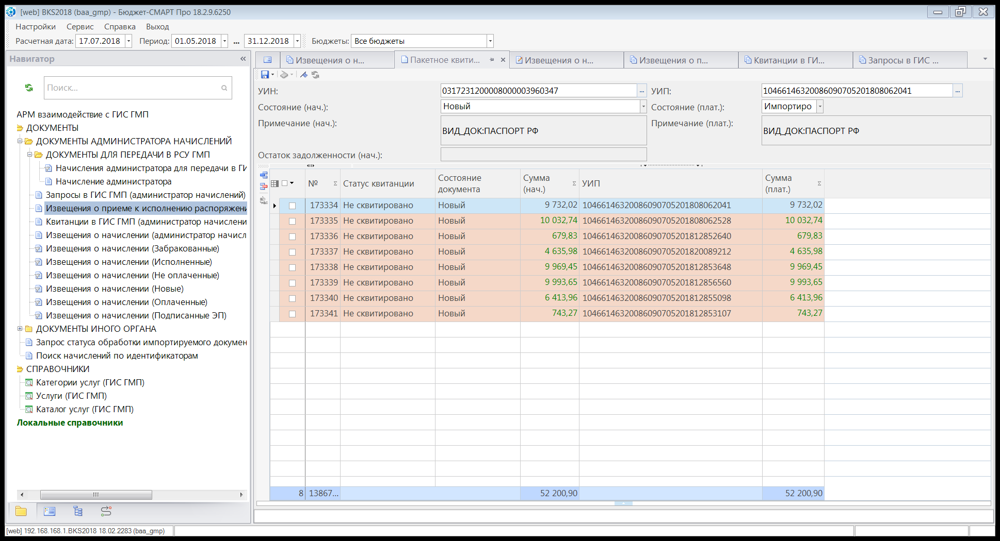 [web] BKS2018 (baa_gmp) - Бюджет-СМАРТ Про 18.2.9.6250
Настройки Сервис Справка Выход
Расчетная дата: 17.07.2018 Период: 01.05.2018 ... 31.12.2018 Бюджеты: Все бюджеты
Навигатор «
Поиск...
АРМ взаимодействие с ГИС ГМП
ДОКУМЕНТЫ
ДОКУМЕНТЫ АДМИНИСТРАТОРА НАЧИСЛЕНИЙ
ДОКУМЕНТЫ ДЛЯ ПЕРЕДАЧИ В РСУ ГМП
Начисления администратора для передачи в ГИ
Начисление администратора
Запросы в ГИС ГМП (администратор начислений)
Извещения о приеме к исполнению распоряжени
Квитанции в ГИС ГМП (администратор начислени
Извещения о начислении (администратор начисл
Извещения о начислении (Забракованные)
Извещения о начислении (Исполненные)
Извещения о начислении (Не оплаченные)
Извещения о начислении (Новые)
Извещения о начислении (Оплаченные)
Извещения о начислении (Подписанные ЭП)
ДОКУМЕНТЫ ИНОГО ОРГАНА
Запрос статуса обработки импортируемого докумен
Поиск начислений по идентификаторам
СПРАВОЧНИКИ
Категории услуг (ГИС ГМП)
Услуги (ГИС ГМП)
Каталог услуг (ГИС ГМП)
Локальные справочники
Извещения о н... Пакетное квити... Извещения о н... Извещения о п... Квитанции в ГИ... Запросы в ГИС ...
УИН: 0317231200008000003960347 ... УИП: 10466146320086090705201808062041 ...
Состояние (нач.): Новый Состояние (плат.): Импортиро
Примечание (нач.): ВИД_ДОК:ПАСПОРТ РФ Примечание (плат.): ВИД_ДОК:ПАСПОРТ РФ
Остаток задолженности (нач.):
№ Σ Статус квитанции Состояние документа Сумма (нач.) Σ УИП Сумма (плат.) Σ
173334 Не сквитировано Новый 9 732,02 10466146320086090705201808062041 9 732,02
173335 Не сквитировано Новый 10 032,74 10466146320086090705201808062528 10 032,74
173336 Не сквитировано Новый 679,83 10466146320086090705201812852640 679,83
173337 Не сквитировано Новый 4 635,98 10466146320086090705201820089212 4 635,98
173338 Не сквитировано Новый 9 969,45 10466146320086090705201812853648 9 969,45
173339 Не сквитировано Новый 9 993,65 10466146320086090705201812856560 9 993,65
173340 Не сквитировано Новый 6 413,96 10466146320086090705201812855098 6 413,96
173341 Не сквитировано Новый 743,27 10466146320086090705201812853107 743,27
8 13867... 52 200,90 52 200,90
[web] 192.168.168.1.BKS2018 18.02.2283 (baa_gmp)